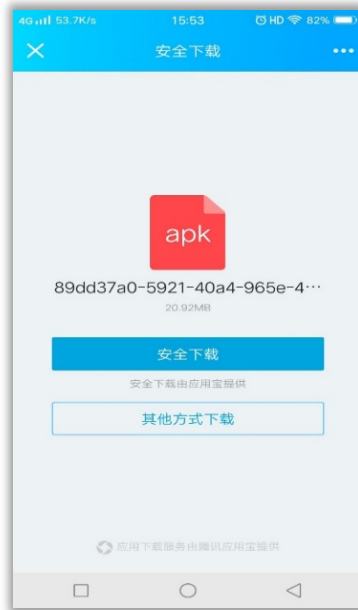 4G 53.7K/s 15:53 HD 82%
安全下载
apk
89dd37a0-5921-40a4-965e-4···
20.92MB
安全下载
安全下载由应用宝提供
其他方式下载
应用下载服务由腾讯应用宝提供